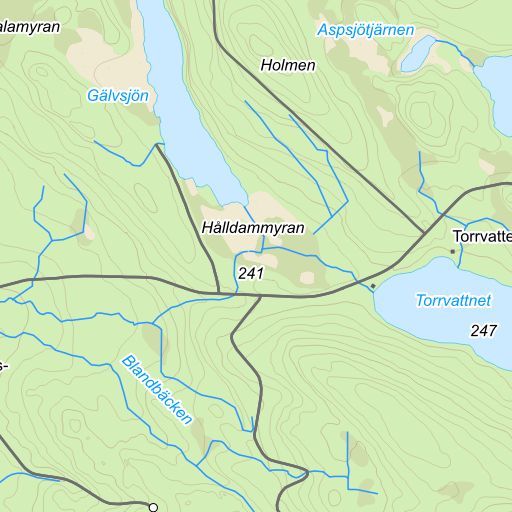 alamyran
Aspsjötjärnen
Holmen
Gälvsjön
Hålldammyran
Torrvatte
241
Torrvattnet
247
s-
Blandbäcken